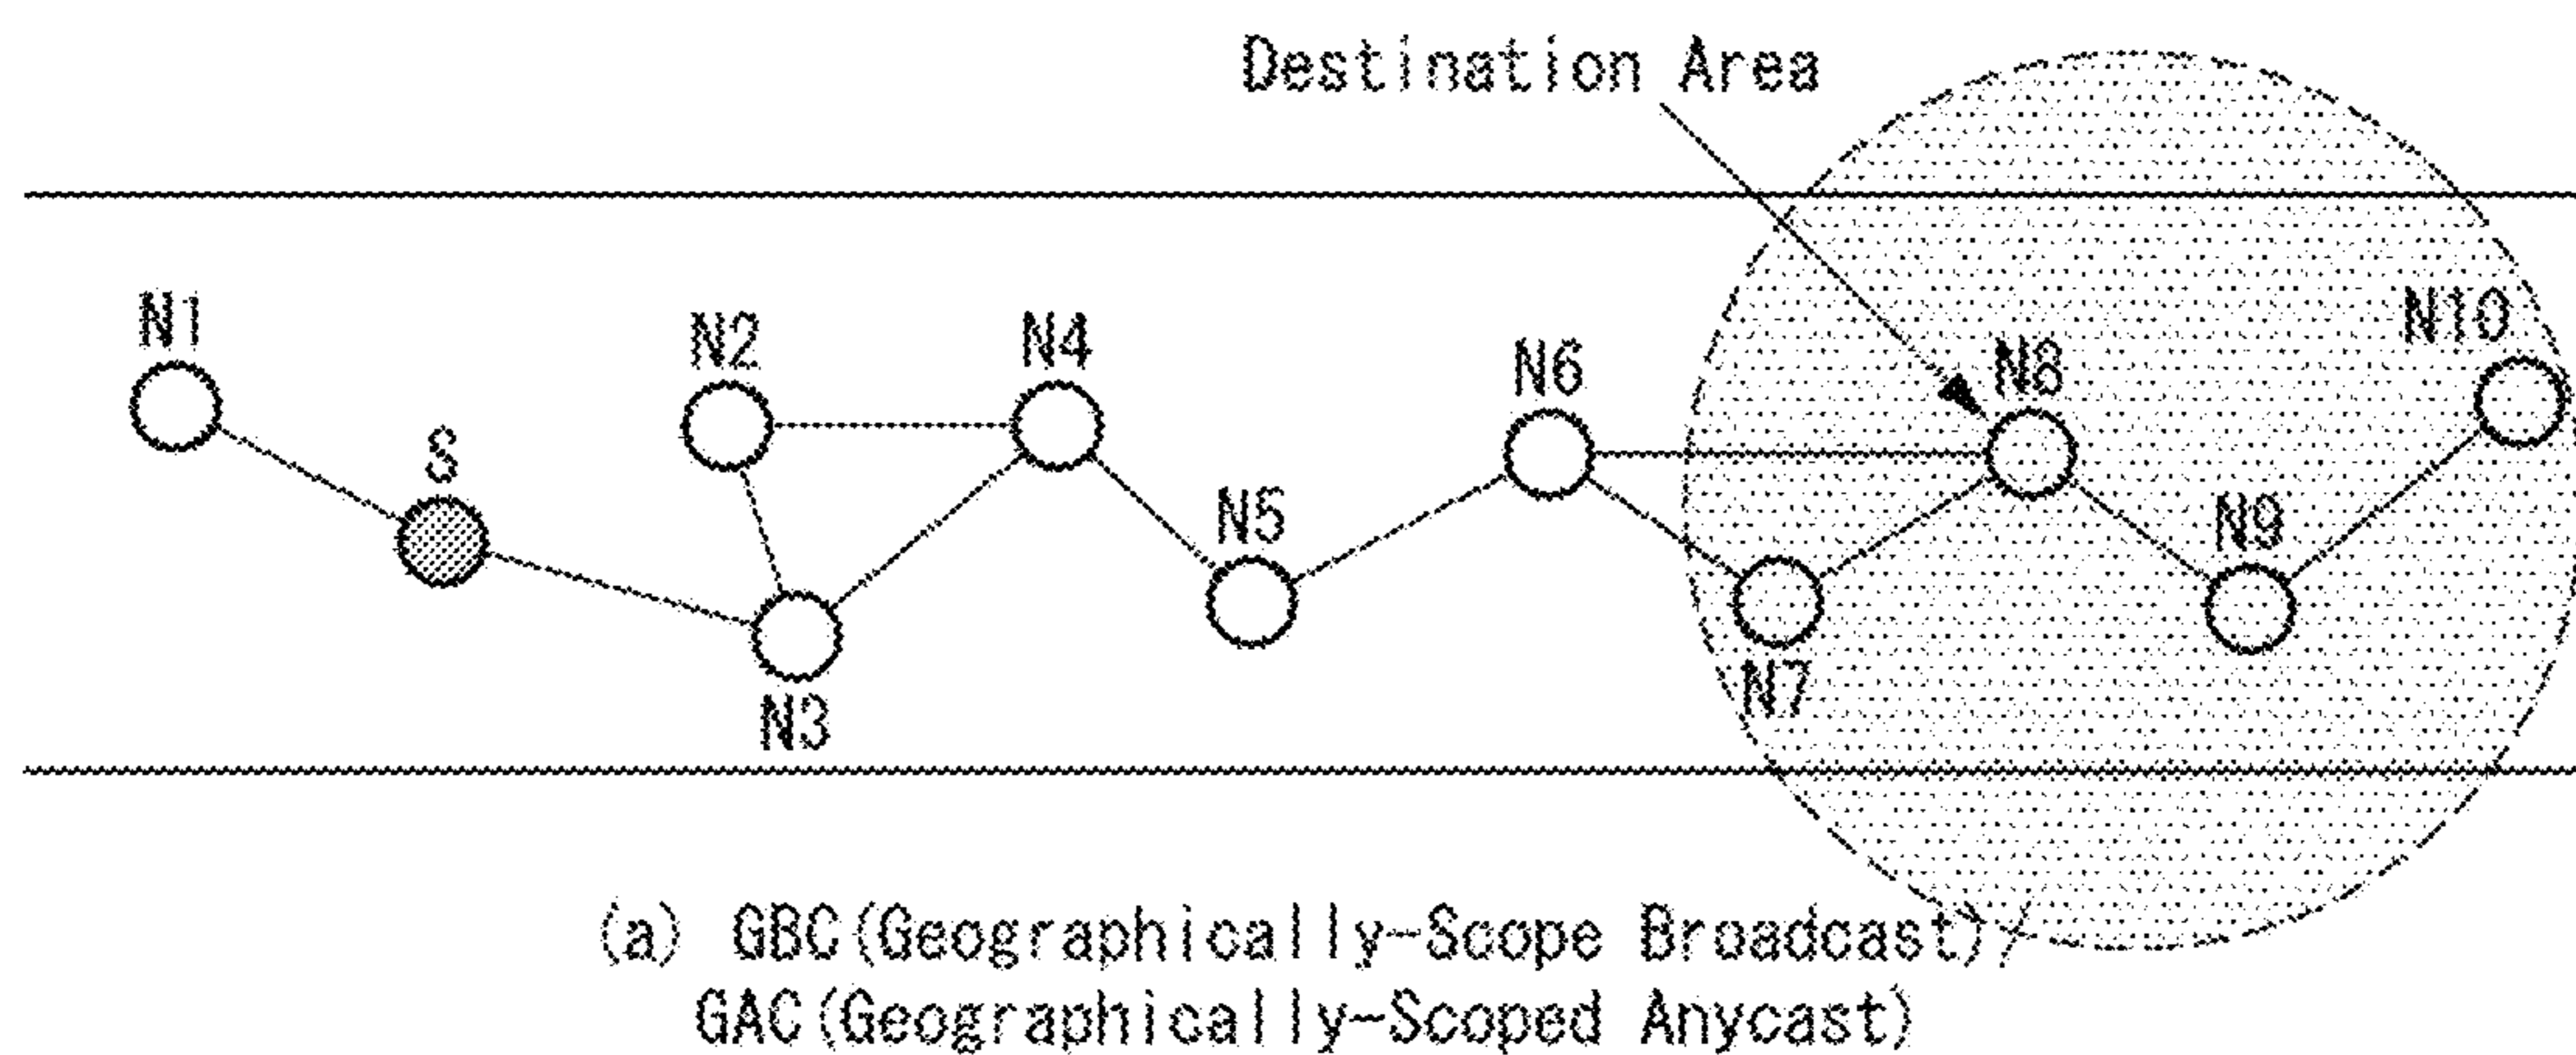 Destination Area
N1
S
N2
N3
N4
N5
N6
N7
N8
N9
N10
(a) GBC(Geographically-Scope Broadcast)/
GAC(Geographically-Scoped Anycast)